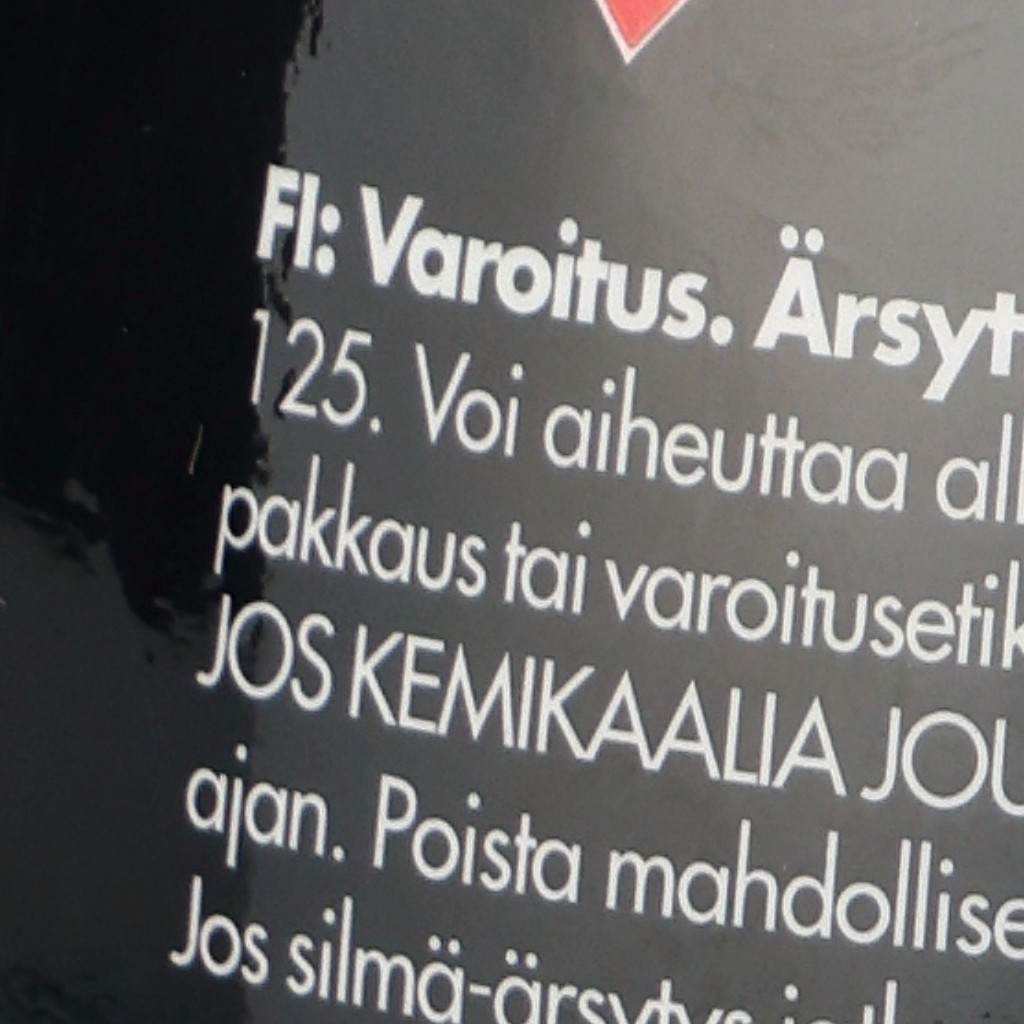 FI: Varoitus. Ärsyt
125. Voi aiheuttaa all
pakkaus tai varoitusetik
JOS KEMIKAALIA JOU
ajan. Poista mahdollise
Jos silmä-ärsytys